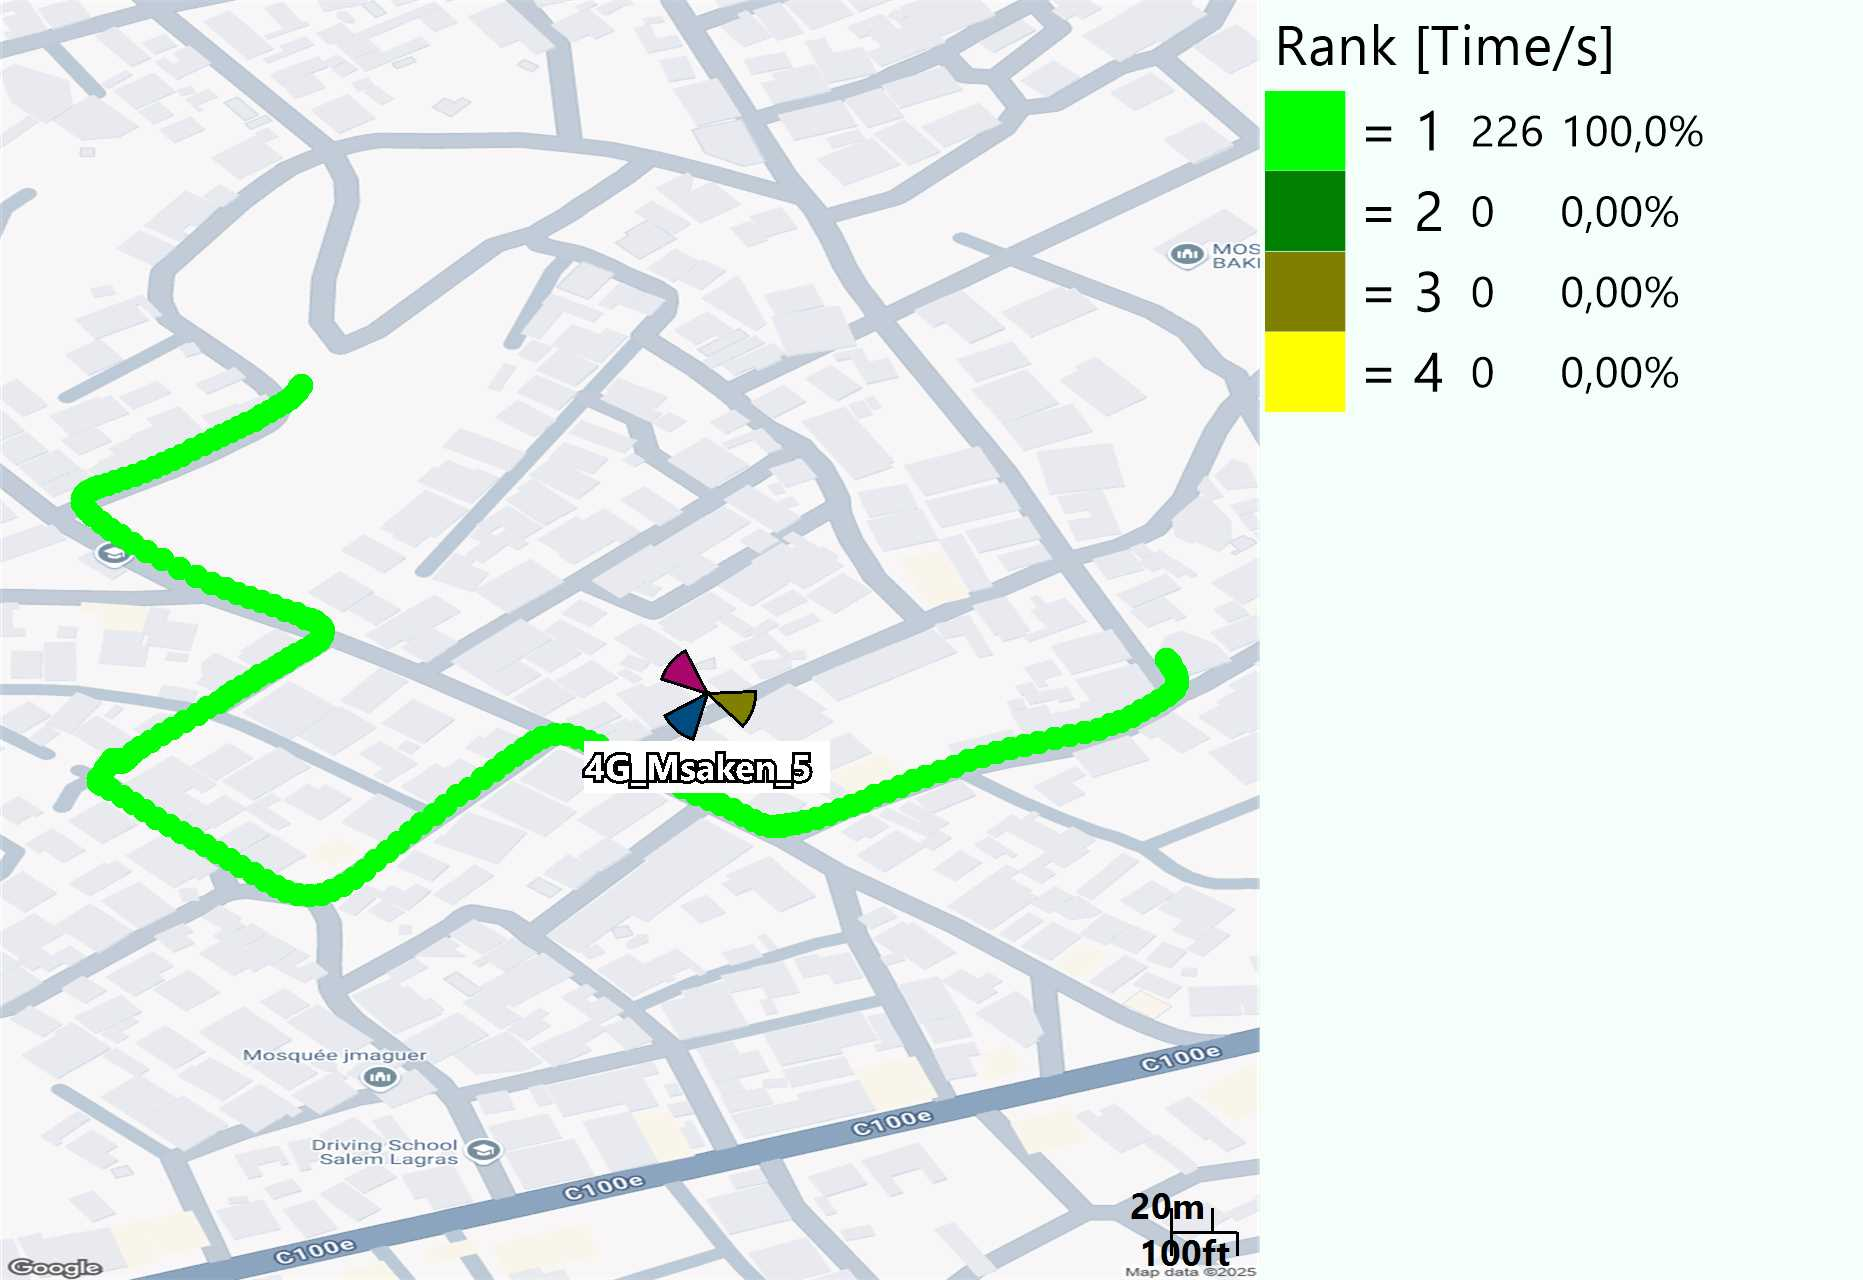 Rank [Time/s]
= 1 226 100,0%
= 2 0 0,00%
= 3 0 0,00%
= 4 0 0,00%
MOS
BAKI
4G_Msaken_5
Mosquée jmaguer
Driving School
Salem Lagras
C100e
C100e
C100e
C100e
20m
100ft
Google
Map data ©2025